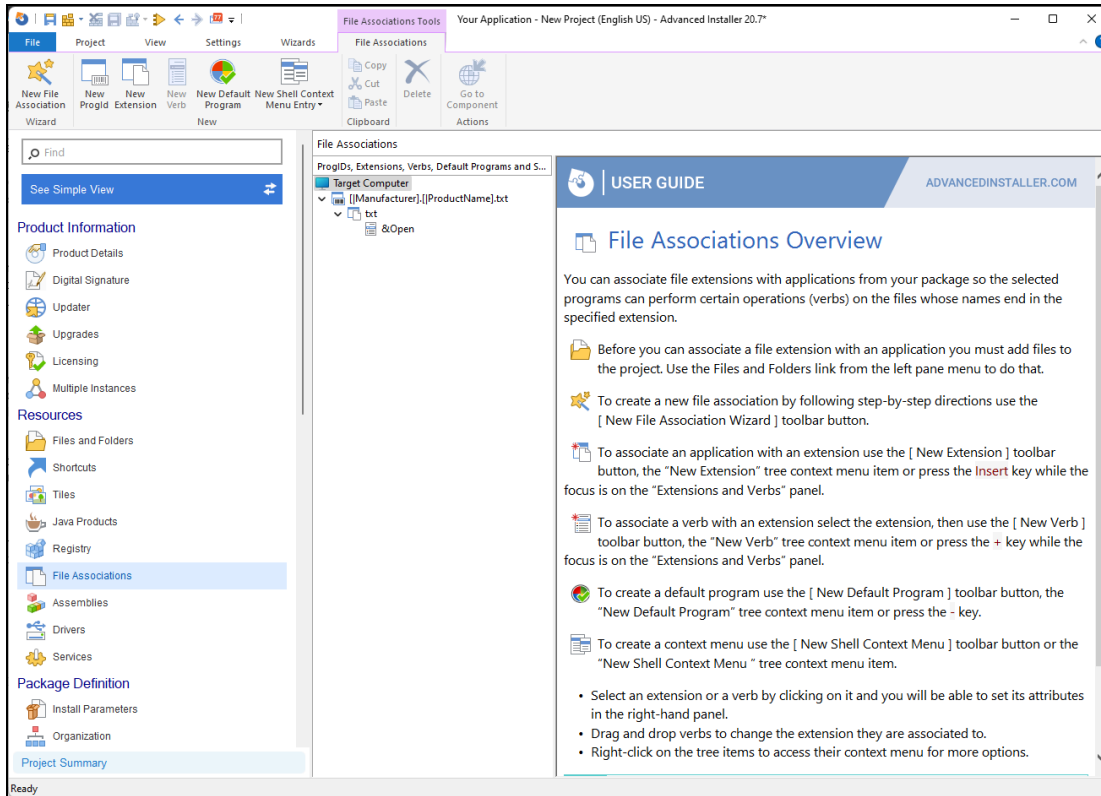 File Associations Tools
Your Application - New Project (English US) - Advanced Installer 20.7*
File
Project
View
Settings
Wizards
File Associations
New File Association
New ProgId
New Extension
New Verb
New Default Program
New Shell Context Menu Entry
Copy
Cut
Paste
Delete
Go to Component
Wizard
New
Clipboard
Actions
Find
See Simple View
Product Information
Product Details
Digital Signature
Updater
Upgrades
Licensing
Multiple Instances
Resources
Files and Folders
Shortcuts
Tiles
Java Products
Registry
File Associations
Assemblies
Drivers
Services
Package Definition
Install Parameters
Organization
Project Summary
Ready
File Associations
ProgIDs, Extensions, Verbs, Default Programs and S...
Target Computer
[|Manufacturer].[|ProductName].txt
txt
&Open
USER GUIDE
ADVANCEDINSTALLER.COM
File Associations Overview
You can associate file extensions with applications from your package so the selected
programs can perform certain operations (verbs) on the files whose names end in the
specified extension.
Before you can associate a file extension with an application you must add files to
the project. Use the Files and Folders link from the left pane menu to do that.
To create a new file association by following step-by-step directions use the
[ New File Association Wizard ] toolbar button.
To associate an application with an extension use the [ New Extension ] toolbar
button, the "New Extension" tree context menu item or press the Insert key while the
focus is on the "Extensions and Verbs" panel.
To associate a verb with an extension select the extension, then use the [ New Verb ]
toolbar button, the "New Verb" tree context menu item or press the + key while the
focus is on the "Extensions and Verbs" panel.
To create a default program use the [ New Default Program ] toolbar button, the
"New Default Program" tree context menu item or press the - key.
To create a context menu use the [ New Shell Context Menu ] toolbar button or the
"New Shell Context Menu " tree context menu item.
• Select an extension or a verb by clicking on it and you will be able to set its attributes
in the right-hand panel.
• Drag and drop verbs to change the extension they are associated to.
• Right-click on the tree items to access their context menu for more options.